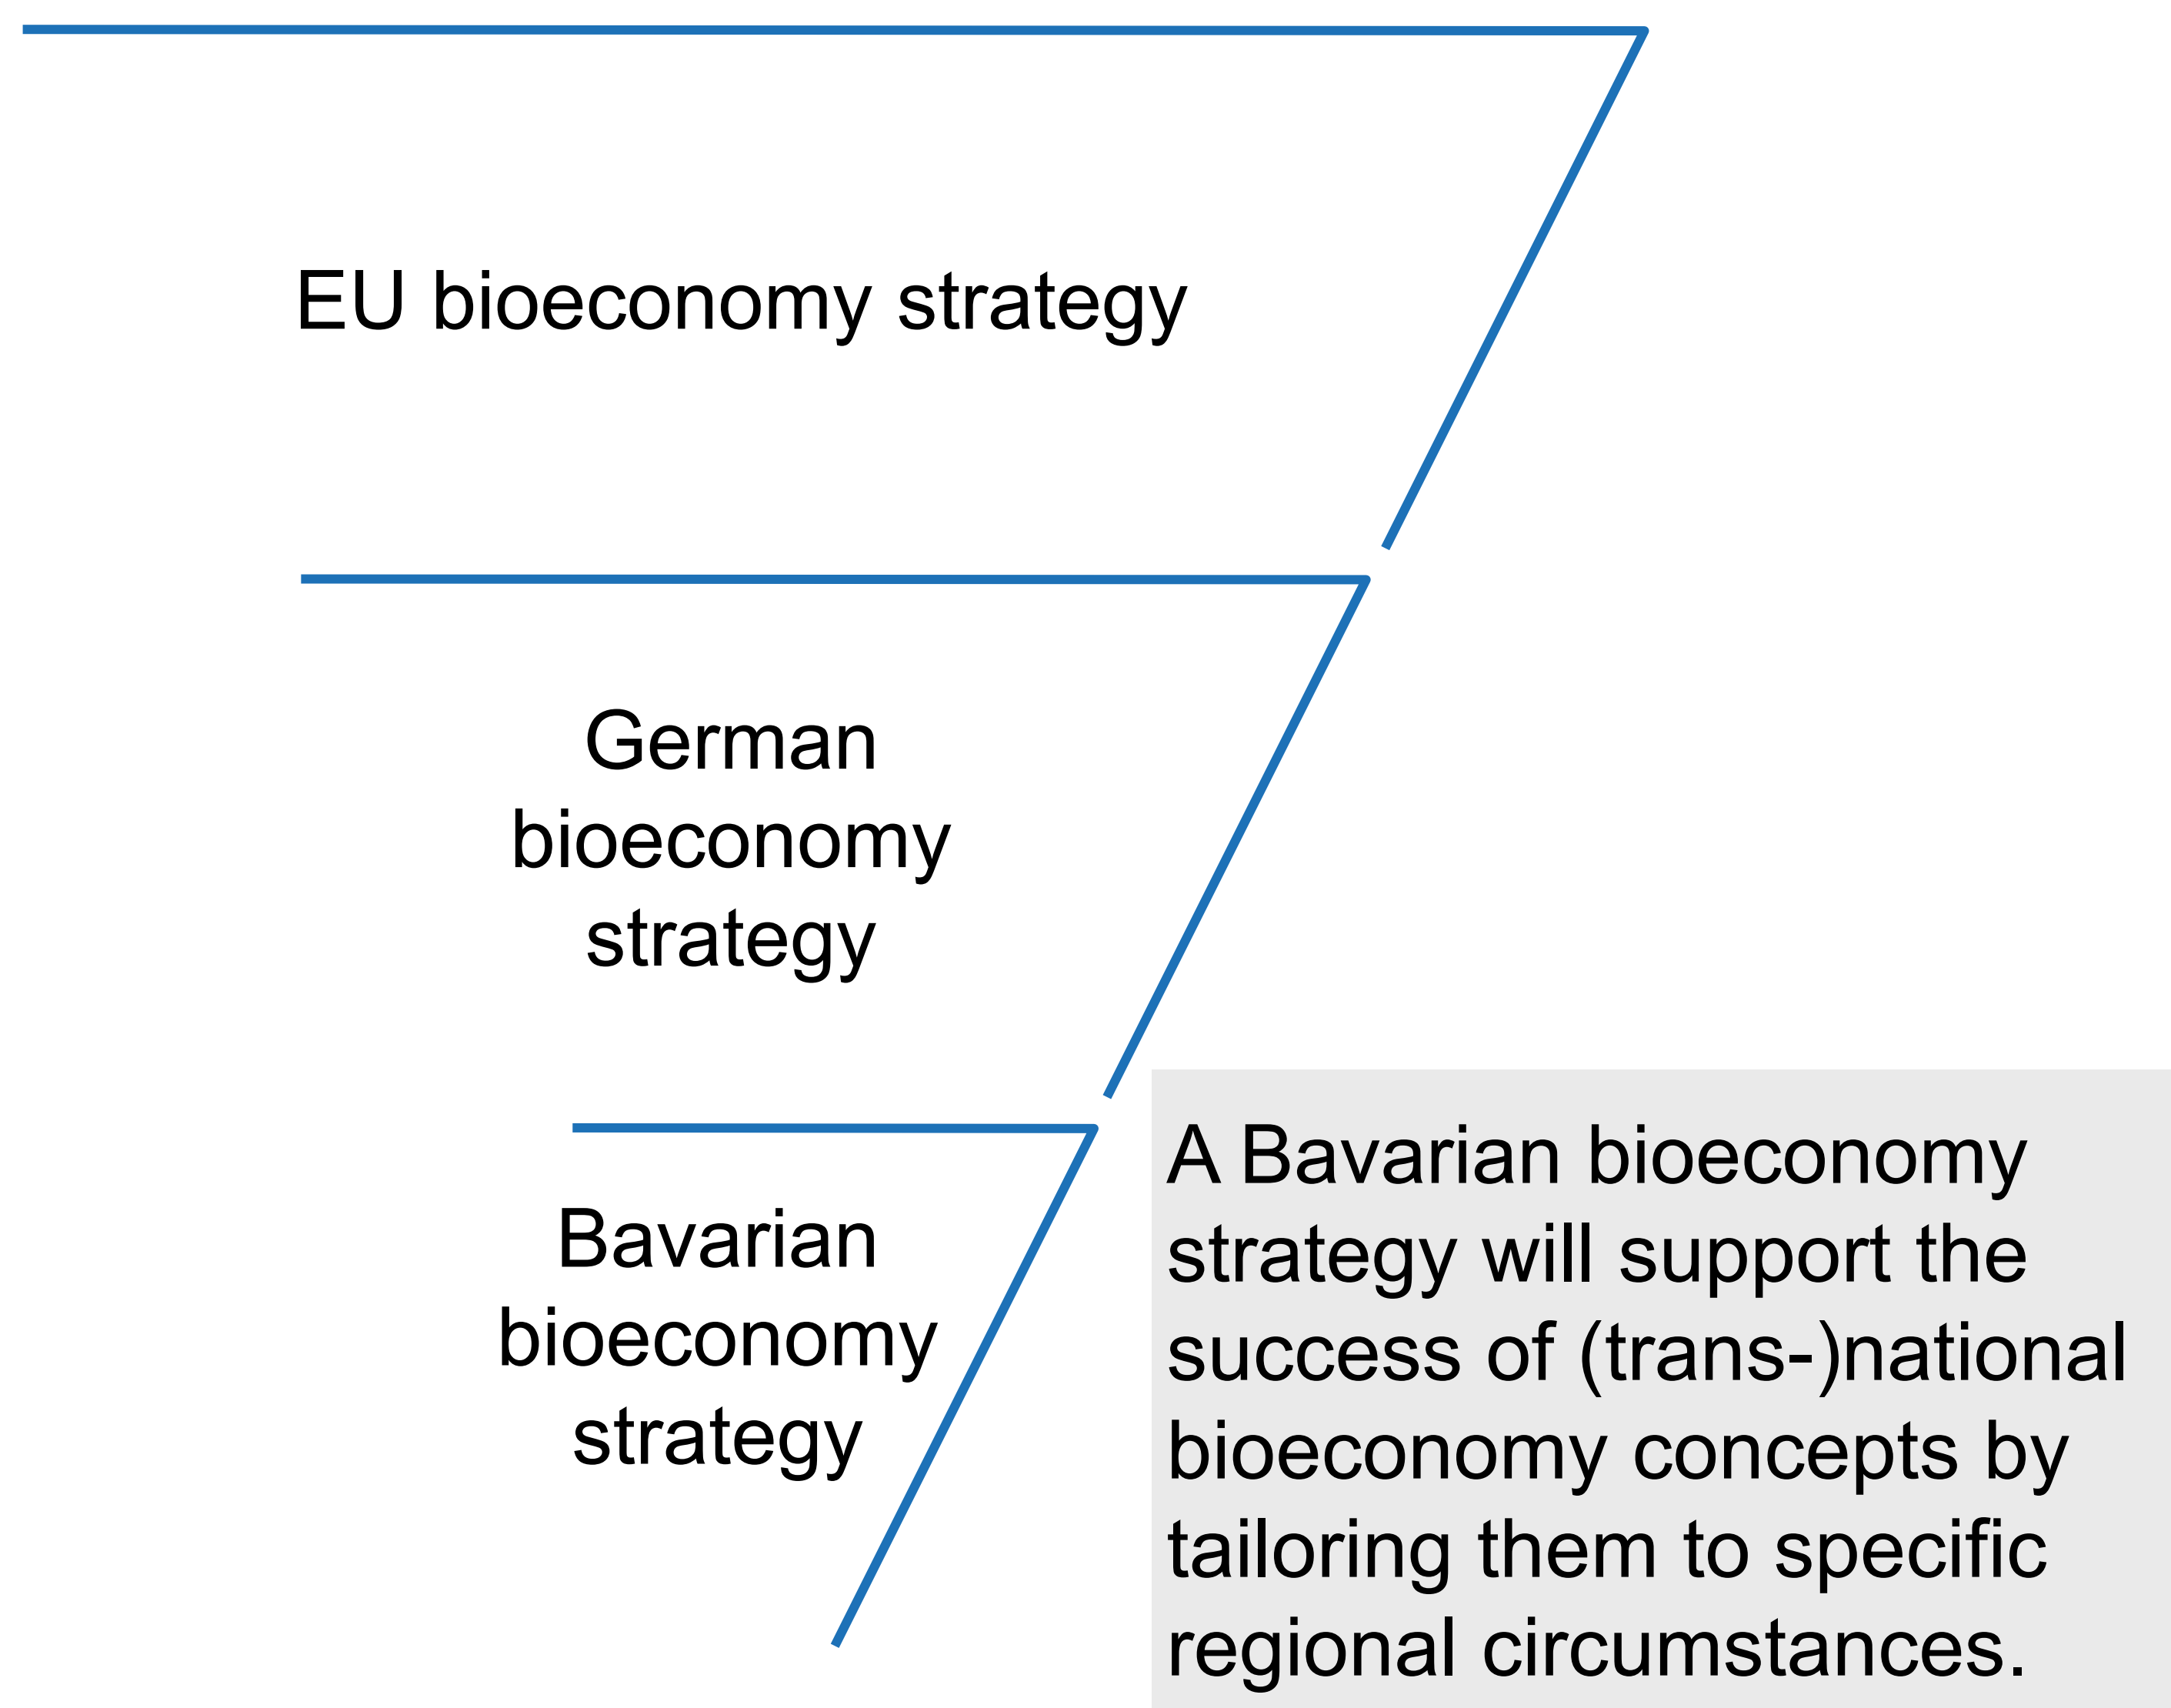 EU bioeconomy strategy
German
bioeconomy
strategy
Bavarian
bioeconomy
strategy
A Bavarian bioeconomy
strategy will support the
success of (trans-)national
bioeconomy concepts by
tailoring them to specific
regional circumstances.